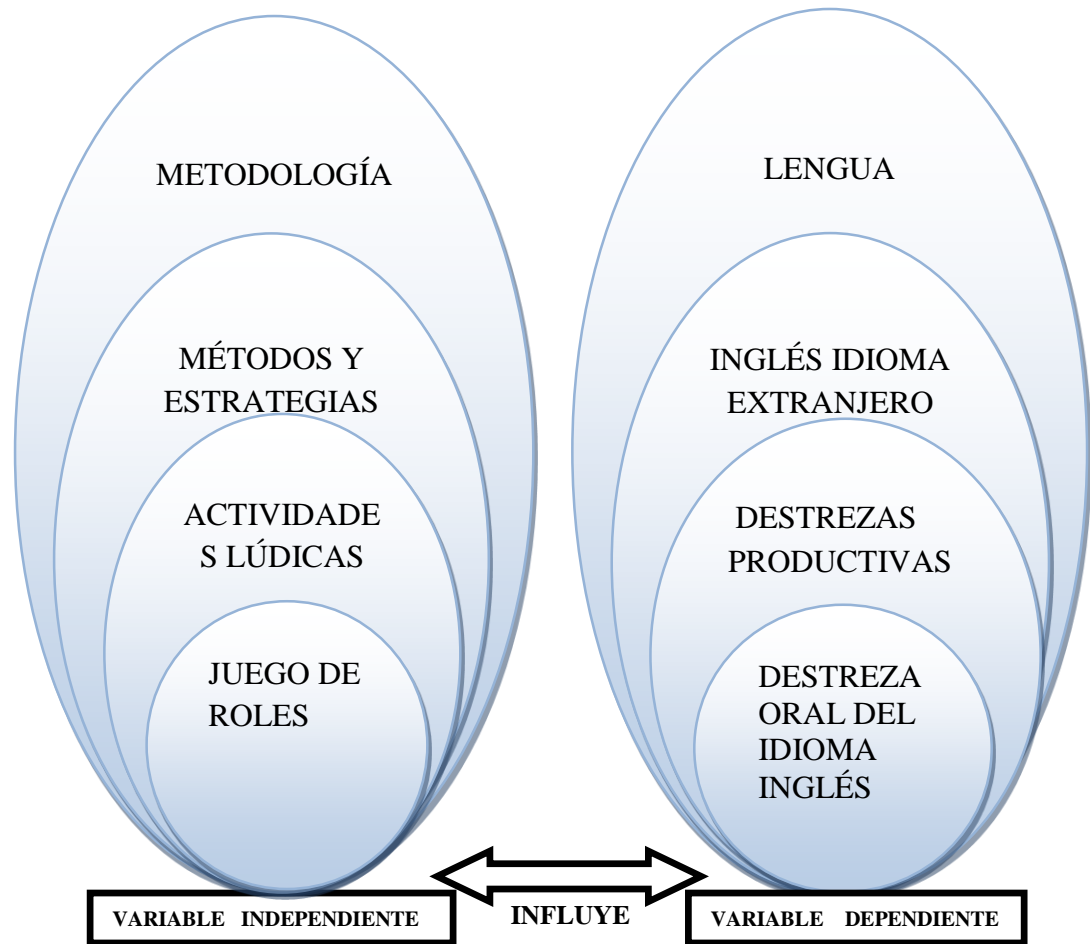 METODOLOGÍA
MÉTODOS Y
ESTRATEGIAS
ACTIVIDADE
S LÚDICAS
JUEGO DE
ROLES
VARIABLE INDEPENDIENTE
INFLUYE
LENGUA
INGLÉS IDIOMA
EXTRANJERO
DESTREZAS
PRODUCTIVAS
DESTREZA
ORAL DEL
IDIOMA
INGLÉS
VARIABLE DEPENDIENTE